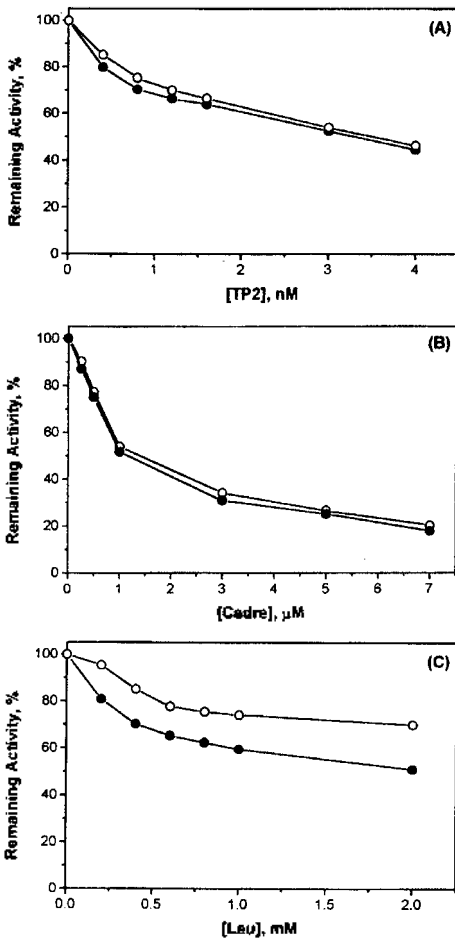 (A)
Remaining Activity, %
100
80
60
40
20
0
0 1 2 3 4
[TP2], nM
(B)
Remaining Activity, %
100
80
60
40
20
0
0 1 2 3 4 5 6 7
[Cadre], μM
(C)
Remaining Activity, %
100
80
60
40
20
0
0.0 0.5 1.0 1.5 2.0
[Leu], mM